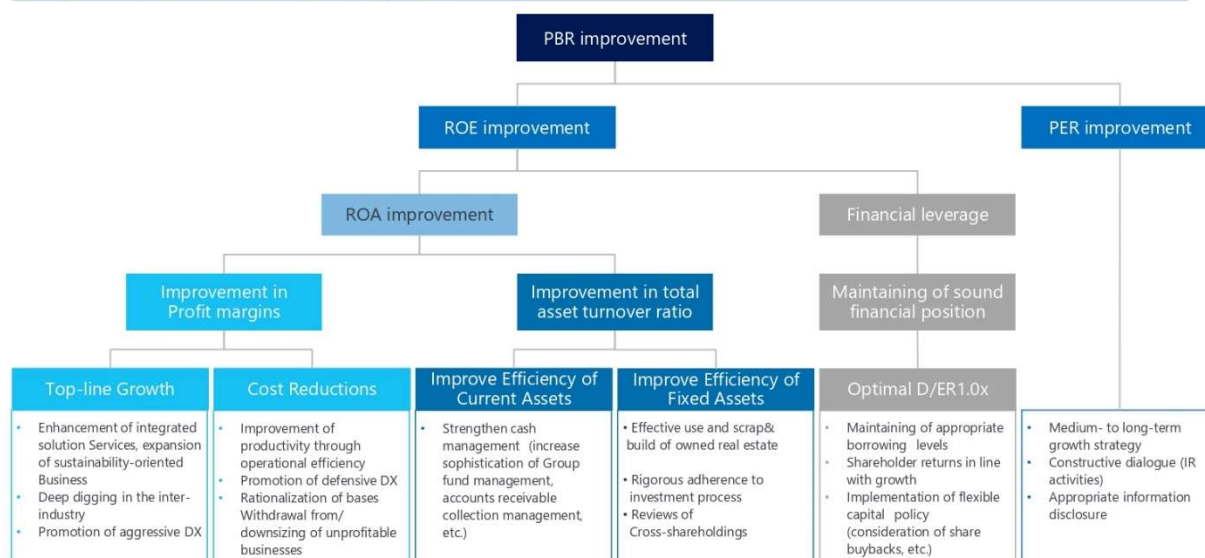 PBR improvement
ROE improvement
PER improvement
ROA improvement
Financial leverage
Improvement in
Profit margins
Improvement in total
asset turnover ratio
Maintaining of sound
financial position
Top-line Growth
• Enhancement of integrated
solution Services, expansion
of sustainability-oriented
Business
• Deep digging in the inter-
industry
• Promotion of aggressive DX
Cost Reductions
• Improvement of
productivity through
operational efficiency
• Promotion of defensive DX
• Rationalization of bases
Withdrawal from/
downsizing of unprofitable
businesses
Improve Efficiency of
Current Assets
• Strengthen cash
management (increase
sophistication of Group
fund management,
accounts receivable
collection management,
etc.)
Improve Efficiency of
Fixed Assets
• Effective use and scrap&
build of owned real estate
• Rigorous adherence to
investment process
• Reviews of
Cross-shareholdings
Optimal D/ER1.0x
• Maintaining of appropriate
borrowing levels
• Shareholder returns in line
with growth
• Implementation of flexible
capital policy
(consideration of share
buybacks, etc.)
• Medium- to long-term
growth strategy
• Constructive dialogue (IR
activities)
• Appropriate information
disclosure